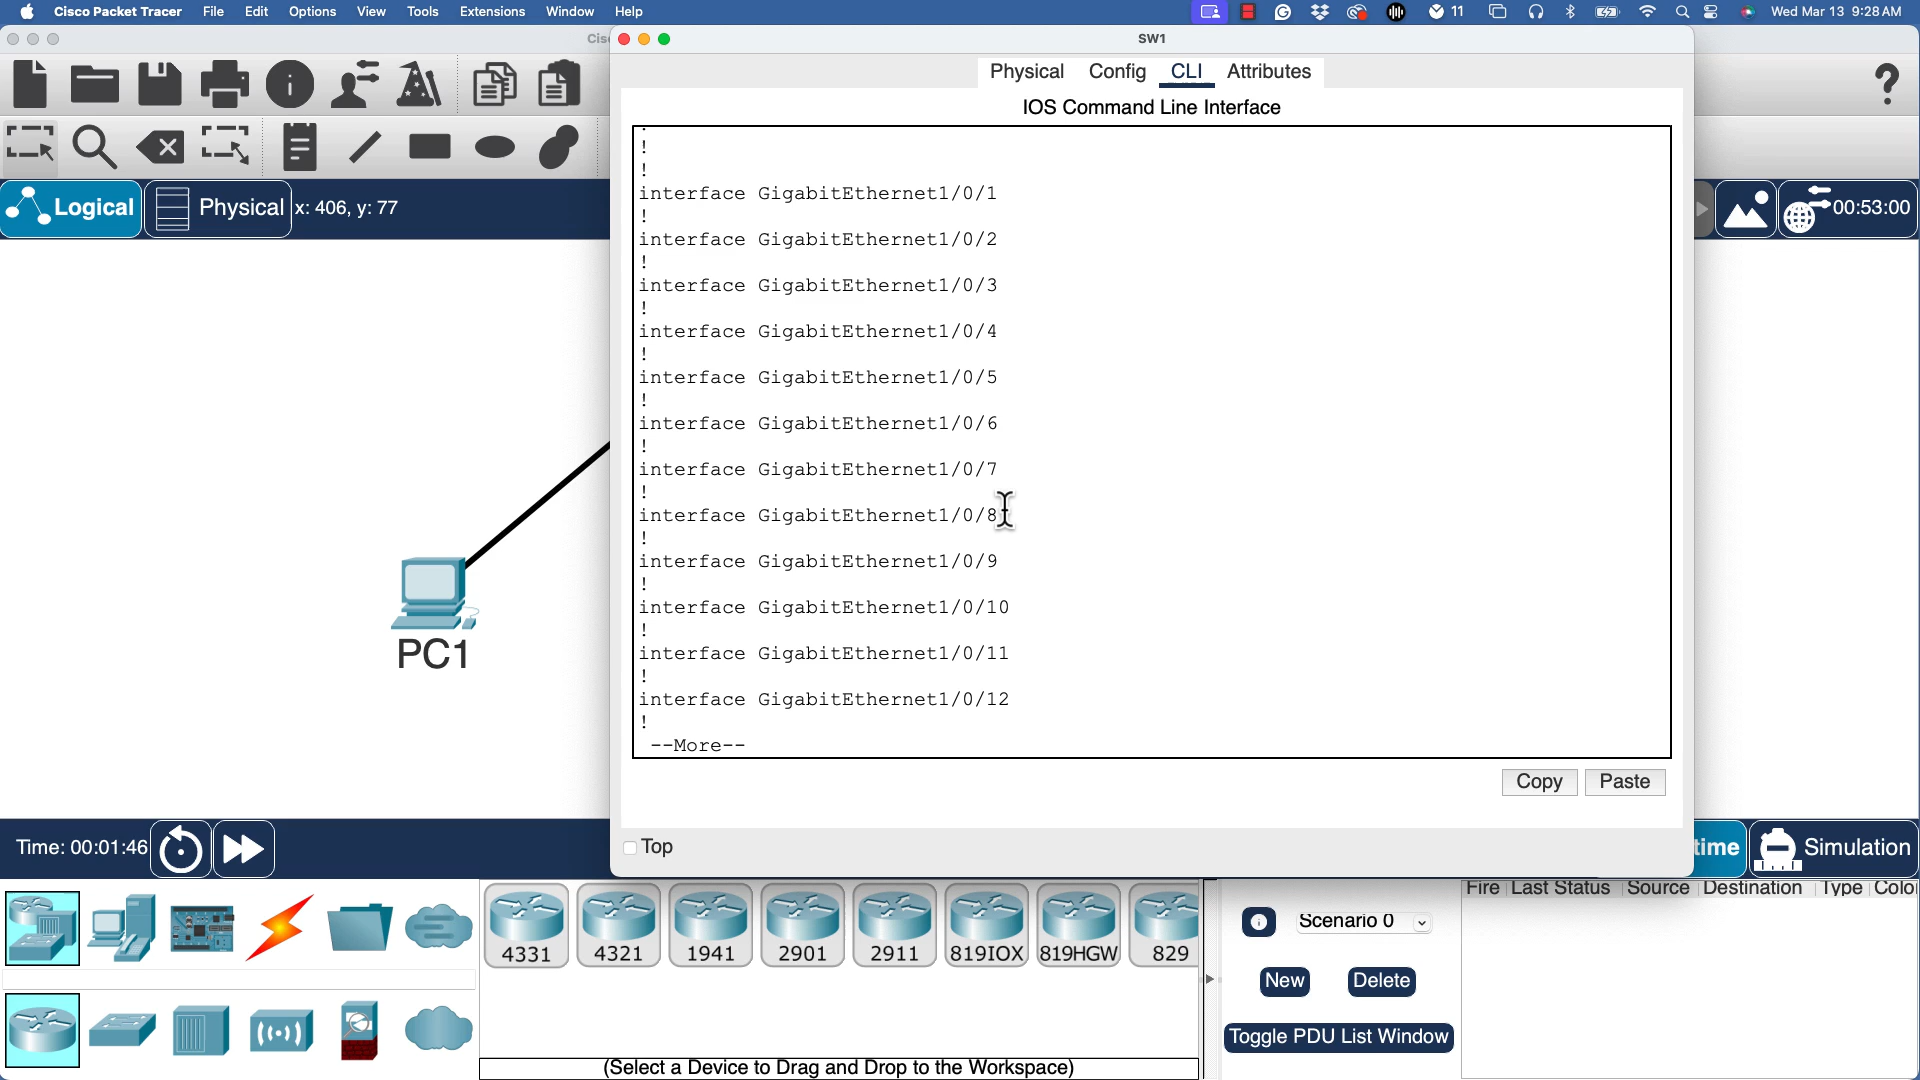 Cisco Packet Tracer File Edit Options View Tools Extensions Window Help 11 Wed Mar 13 9:28 AM
SW1
Physical Config CLI Attributes
IOS Command Line Interface
Logical Physical x: 406, y: 77 00:53:00
!
!
!
interface GigabitEthernet1/0/1
!
interface GigabitEthernet1/0/2
!
interface GigabitEthernet1/0/3
!
interface GigabitEthernet1/0/4
!
interface GigabitEthernet1/0/5
!
interface GigabitEthernet1/0/6
!
interface GigabitEthernet1/0/7
!
interface GigabitEthernet1/0/8
!
interface GigabitEthernet1/0/9
!
interface GigabitEthernet1/0/10
!
interface GigabitEthernet1/0/11
!
interface GigabitEthernet1/0/12
!
--More--
Copy Paste
Top
PC1
Time: 00:01:46 time Simulation
Fire Last Status Source Destination Type Colo
4331 4321 1941 2901 2911 819IOX 819HGW 829
Scenario 0
New Delete
Toggle PDU List Window
(Select a Device to Drag and Drop to the Workspace)